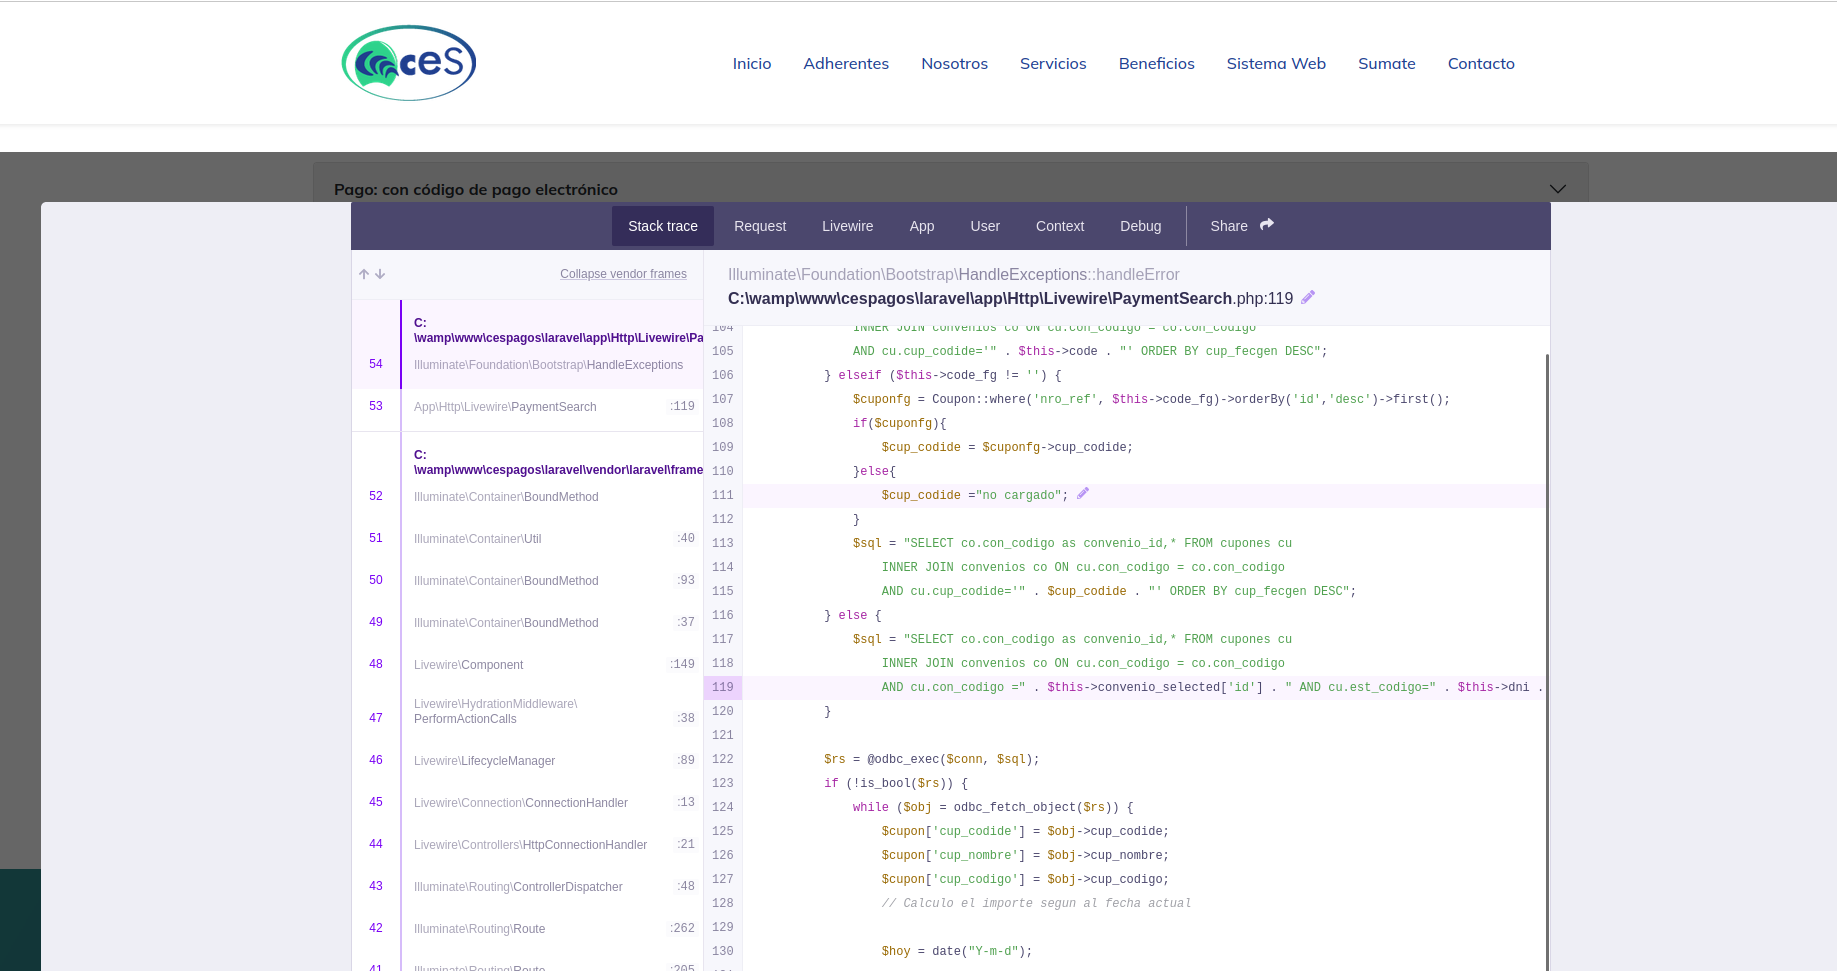 ceS
Inicio Adherentes Nosotros Servicios Beneficios Sistema Web Sumate Contacto
Pago: con código de pago electrónico
Stack trace Request Livewire App User Context Debug Share
Collapse vendor frames
C:
\wamp\www\cespagos\laravel\app\Http\Livewire\Pa
54 Illuminate\Foundation\Bootstrap\HandleExceptions
53 App\Http\Livewire\PaymentSearch :119
C:
\wamp\www\cespagos\laravel\vendor\laravel\frame
52 Illuminate\Container\BoundMethod
51 Illuminate\Container\Util :40
50 Illuminate\Container\BoundMethod :93
49 Illuminate\Container\BoundMethod :37
48 Livewire\Component :149
Livewire\HydrationMiddleware\
47 PerformActionCalls :38
46 Livewire\LifecycleManager :89
45 Livewire\Connection\ConnectionHandler :13
44 Livewire\Controllers\HttpConnectionHandler :21
43 Illuminate\Routing\ControllerDispatcher :48
42 Illuminate\Routing\Route :262
41 Illuminate\Routing\Route :205
Illuminate\Foundation\Bootstrap\HandleExceptions::handleError
C:\wamp\www\cespagos\laravel\app\Http\Livewire\PaymentSearch.php:119
104 INNER JOIN convenios co ON cu.con_codigo = co.con_codigo
105 AND cu.cup_codide='" . $this->code . "' ORDER BY cup_fecgen DESC";
106 } elseif ($this->code_fg != '') {
107 $cuponfg = Coupon::where('nro_ref', $this->code_fg)->orderBy('id','desc')->first();
108 if($cuponfg){
109 $cup_codide = $cuponfg->cup_codide;
110 }else{
111 $cup_codide ="no cargado";
112 }
113 $sql = "SELECT co.con_codigo as convenio_id,* FROM cupones cu
114 INNER JOIN convenios co ON cu.con_codigo = co.con_codigo
115 AND cu.cup_codide='" . $cup_codide . "' ORDER BY cup_fecgen DESC";
116 } else {
117 $sql = "SELECT co.con_codigo as convenio_id,* FROM cupones cu
118 INNER JOIN convenios co ON cu.con_codigo = co.con_codigo
119 AND cu.con_codigo =" . $this->convenio_selected['id'] . " AND cu.est_codigo=" . $this->dni .
120 }
121
122 $rs = @odbc_exec($conn, $sql);
123 if (!is_bool($rs)) {
124 while ($obj = odbc_fetch_object($rs)) {
125 $cupon['cup_codide'] = $obj->cup_codide;
126 $cupon['cup_nombre'] = $obj->cup_nombre;
127 $cupon['cup_codigo'] = $obj->cup_codigo;
128 // Calculo el importe segun al fecha actual
129
130 $hoy = date("Y-m-d");